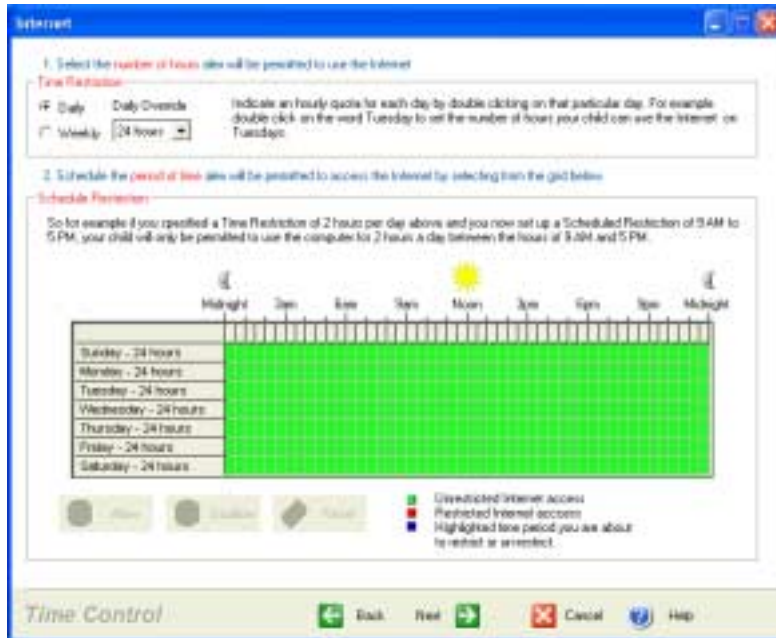 Internet
1. Select the number of hours alex will be permitted to use the Internet
Time Restriction
Daily Daily Override
Weekly 24 hours
Indicate an hourly quota for each day by double clicking on that particular day. For example
double click on the word Tuesday to set the number of hours your child can use the Internet on
Tuesdays.
2. Schedule the period of time alex will be permitted to access the Internet by selecting from the grid below
Schedule Restriction
So for example if you specified a Time Restriction of 2 hours per day above and you now set up a Scheduled Restriction of 9 AM to
5 PM, your child will only be permitted to use the computer for 2 hours a day between the hours of 9 AM and 5 PM.
Midnight 3am 6am 9am Noon 3pm 6pm 9pm Midnight
Sunday - 24 hours
Monday - 24 hours
Tuesday - 24 hours
Wednesday - 24 hours
Thursday - 24 hours
Friday - 24 hours
Saturday - 24 hours
Allow
Unrestricted Internet access
Restricted Internet access
Highlighted time period you are about
to restrict or unrestrict.
Time Control Back Next Cancel Help